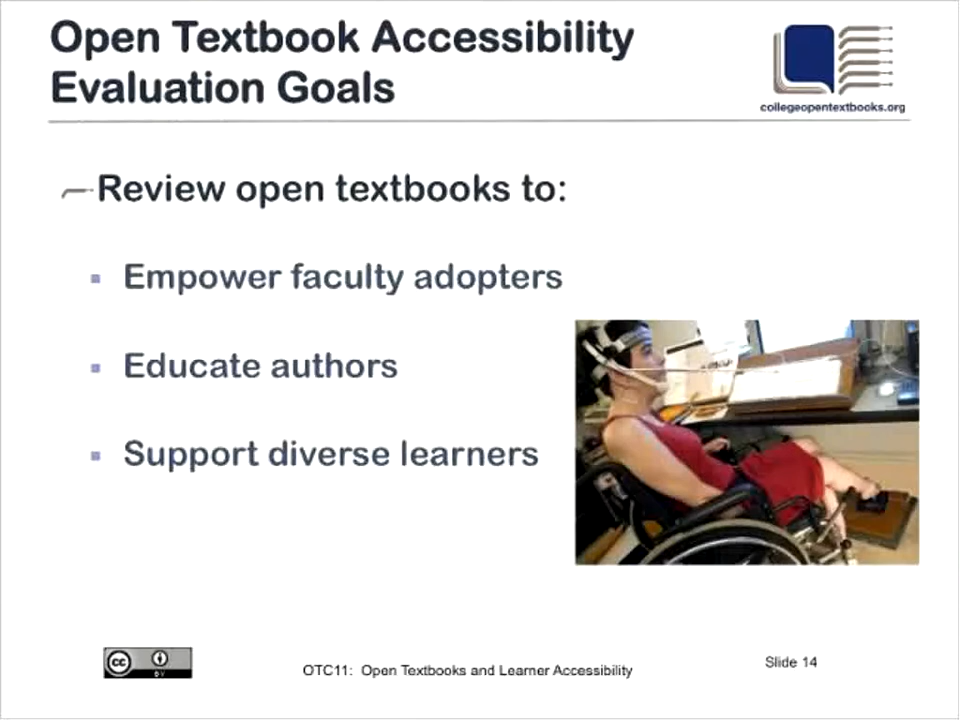 Open Textbook Accessibility
Evaluation Goals
collegeopentextbooks.org
Review open textbooks to:
Empower faculty adopters
Educate authors
Support diverse learners
cc
BY
OTC11: Open Textbooks and Learner Accessibility
Slide 14